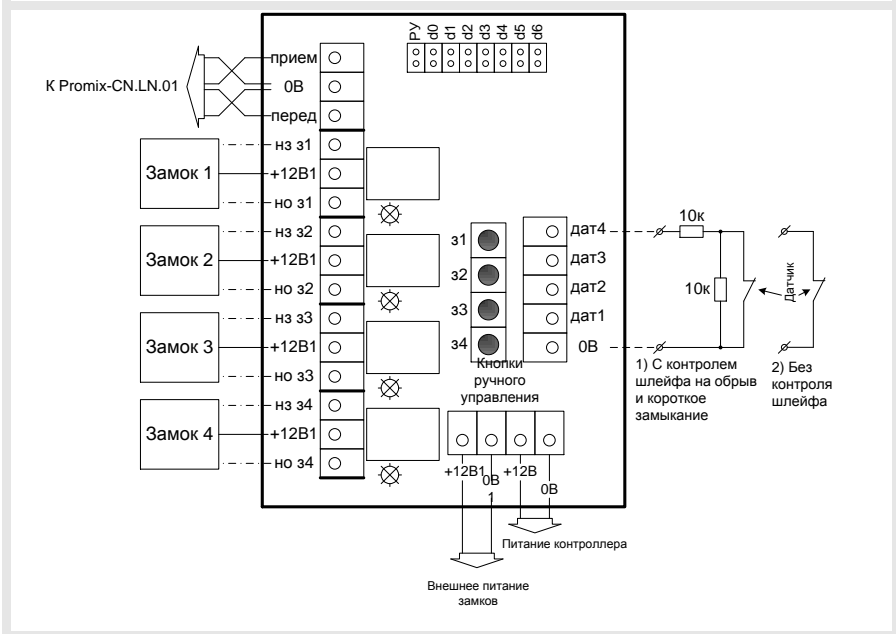 РУ
d0
d1
d2
d3
d4
d5
d6
К Promix-CN.LN.01
прием
0В
перед
Замок 1
нз з1
+12В1
но з1
Замок 2
нз з2
+12В1
но з2
Замок 3
нз з3
+12В1
но з3
Замок 4
нз з4
+12В1
но з4
з1
з2
з3
з4
Кнопки
ручного
управления
дат4
дат3
дат2
дат1
0В
10к
10к
Датчик
1) С контролем
шлейфа на обрыв
и короткое
замыкание
2) Без
контроля
шлейфа
+12В1
0В
1
+12В
0В
Питание контроллера
Внешнее питание
замков